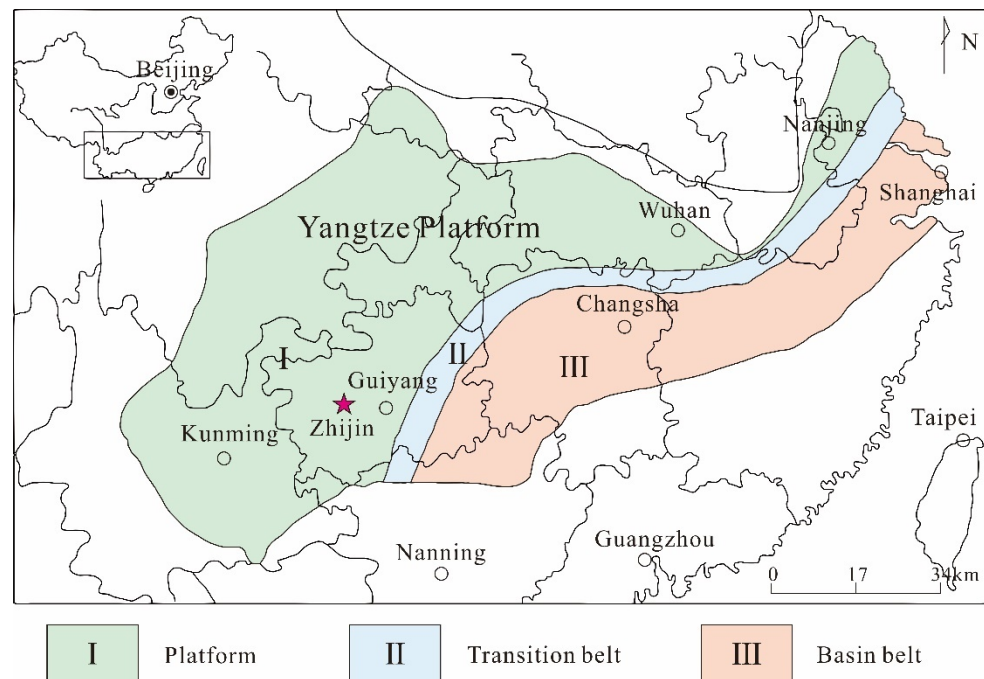 Beijing
N
Nanjing
Shanghai
Wuhan
Yangtze Platform
Changsha
II
I
III
Guiyang
Zhijin
Kunming
Taipei
Nanning
Guangzhou
0 17 34km
I Platform
II Transition belt
III Basin belt